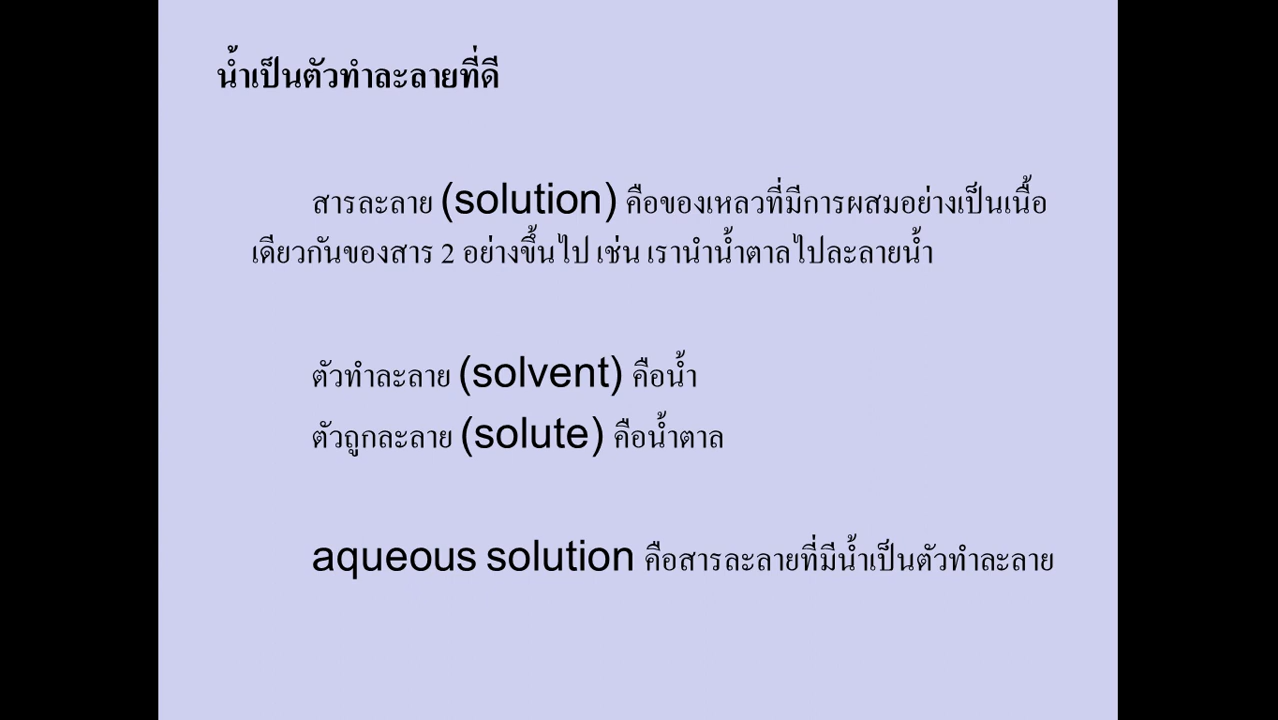 น้ำเป็นตัวทำละลายที่ดี
สารละลาย (solution) คือของเหลวที่มีการผสมอย่างเป็นเนื้อ
เดียวกันของสาร 2 อย่างขึ้นไป เช่น เรานำน้ำตาลไปละลายน้ำ
ตัวทำละลาย (solvent) คือน้ำ
ตัวถูกละลาย (solute) คือน้ำตาล
aqueous solution คือสารละลายที่มีน้ำเป็นตัวทำละลาย